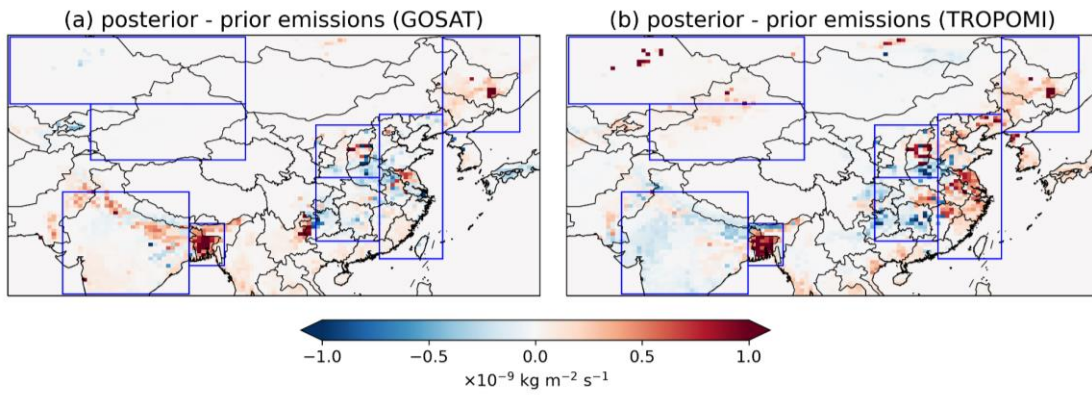 (a) posterior - prior emissions (GOSAT)
(b) posterior - prior emissions (TROPOMI)
−1.0 −0.5 0.0 0.5 1.0
×10⁻⁹ kg m⁻² s⁻¹